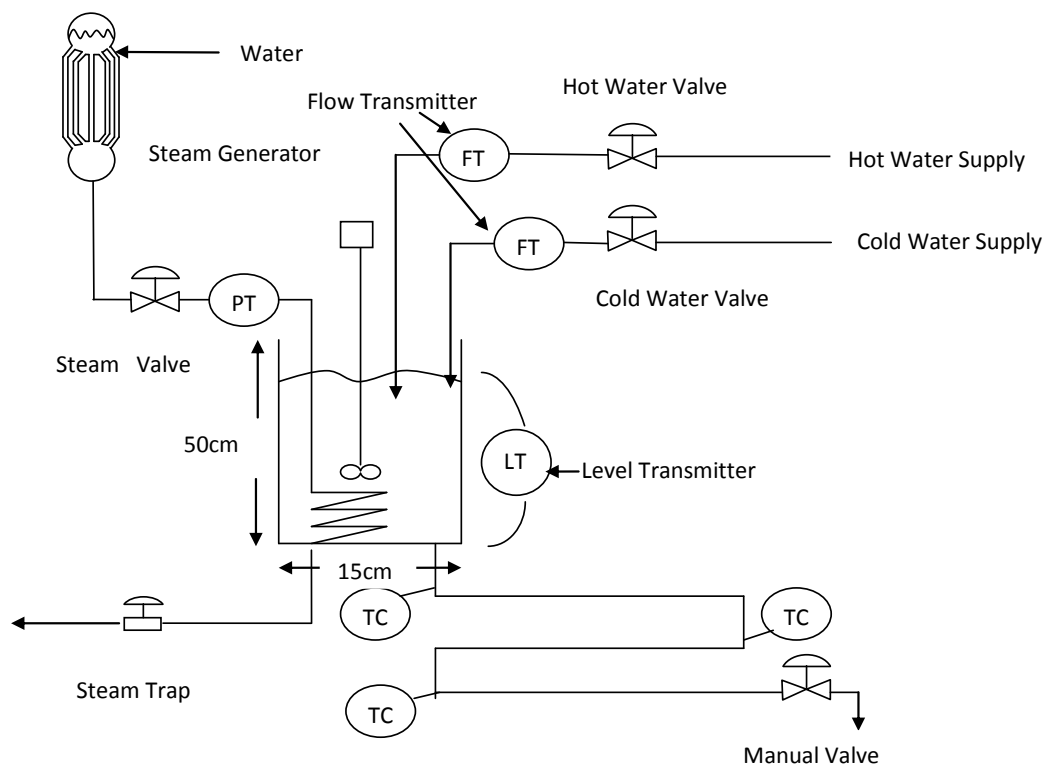 Water
Hot Water Valve
Flow Transmitter
Steam Generator
FT
Hot Water Supply
FT
Cold Water Supply
PT
Cold Water Valve
Steam Valve
50cm
LT
Level Transmitter
15cm
TC
TC
Steam Trap
TC
Manual Valve